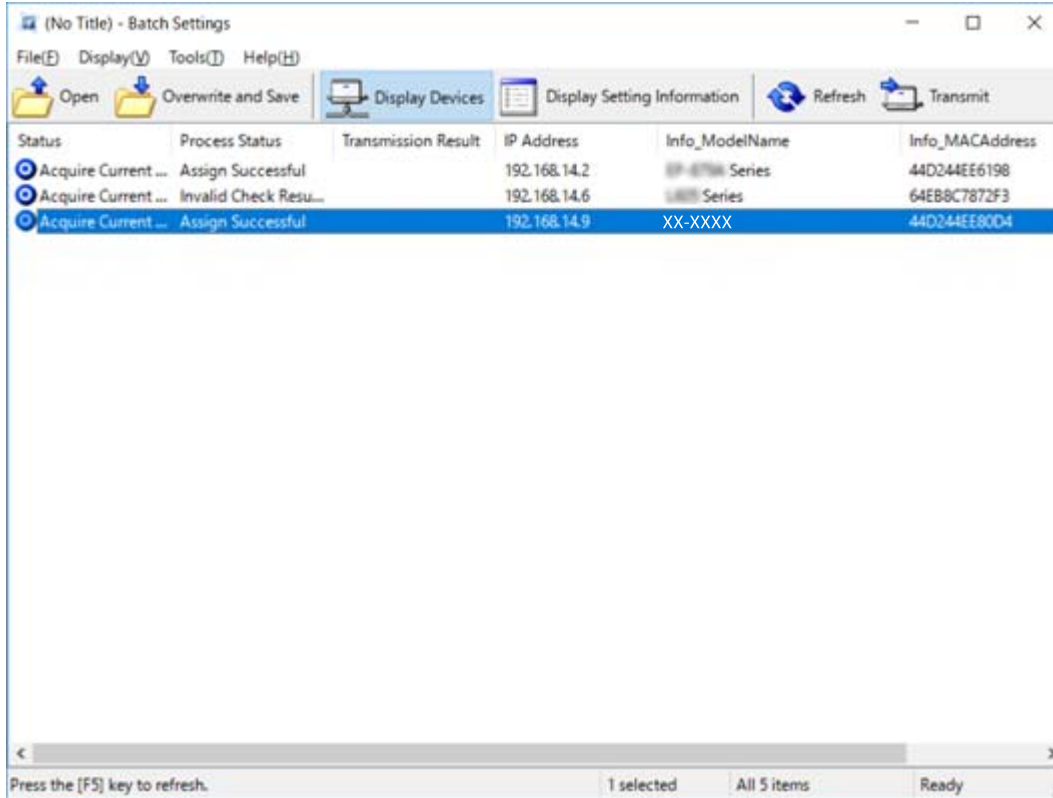 (No Title) - Batch Settings
File(F) Display(V) Tools(T) Help(H)
Open Overwrite and Save Display Devices Display Setting Information Refresh Transmit
Status Process Status Transmission Result IP Address Info_ModelName Info_MACAddress
Acquire Current ... Assign Successful 192.168.14.2 Series 44D244EE6198
Acquire Current ... Invalid Check Resu... 192.168.14.6 Series 64EB8C7872F3
Acquire Current ... Assign Successful 192.168.14.9 XX-XXXX 44D244EE80D4
Press the [F5] key to refresh. 1 selected All 5 items Ready